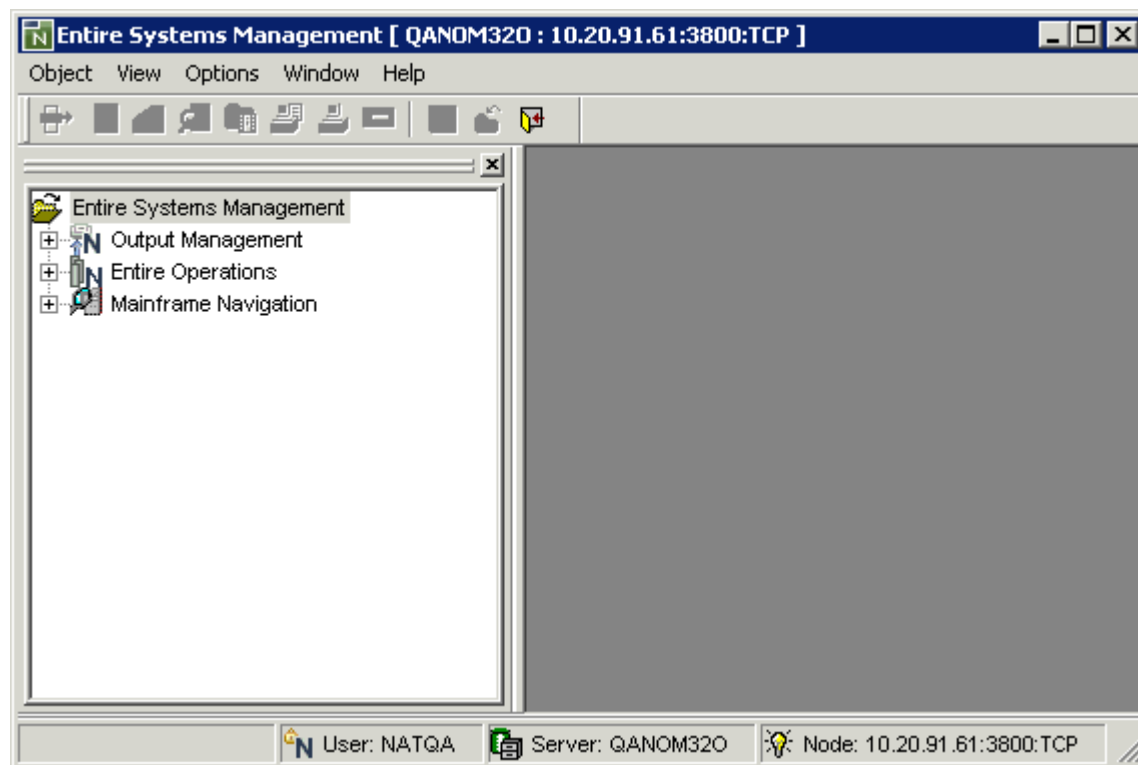 Entire Systems Management [ QANOM32O : 10.20.91.61:3800:TCP ]
Object View Options Window Help
Entire Systems Management
Output Management
Entire Operations
Mainframe Navigation
User: NATQA Server: QANOM32O Node: 10.20.91.61:3800:TCP